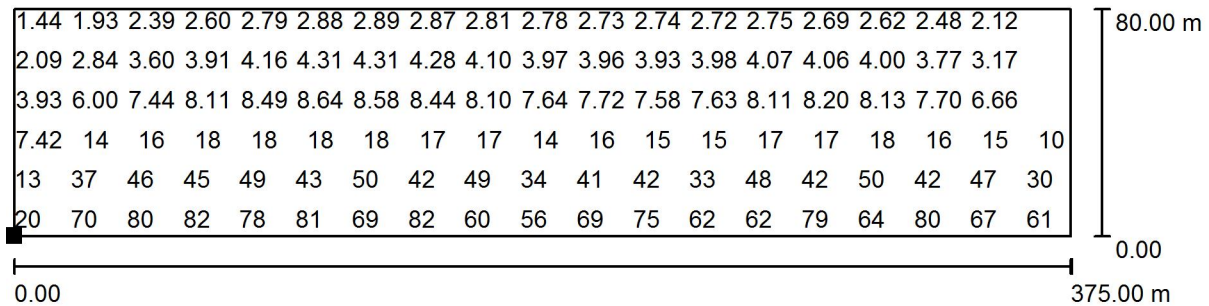 1.44 1.93 2.39 2.60 2.79 2.88 2.89 2.87 2.81 2.78 2.73 2.74 2.72 2.75 2.69 2.62 2.48 2.12
80.00 m
2.09 2.84 3.60 3.91 4.16 4.31 4.31 4.28 4.10 3.97 3.96 3.93 3.98 4.07 4.06 4.00 3.77 3.17
3.93 6.00 7.44 8.11 8.49 8.64 8.58 8.44 8.10 7.64 7.72 7.58 7.63 8.11 8.20 8.13 7.70 6.66
7.42 14 16 18 18 18 18 17 17 14 16 15 15 17 17 18 16 15 10
13 37 46 45 49 43 50 42 49 34 41 42 33 48 42 50 42 47 30
20 70 80 82 78 81 69 82 60 56 69 75 62 62 79 64 80 67 61
0.00
0.00 375.00 m